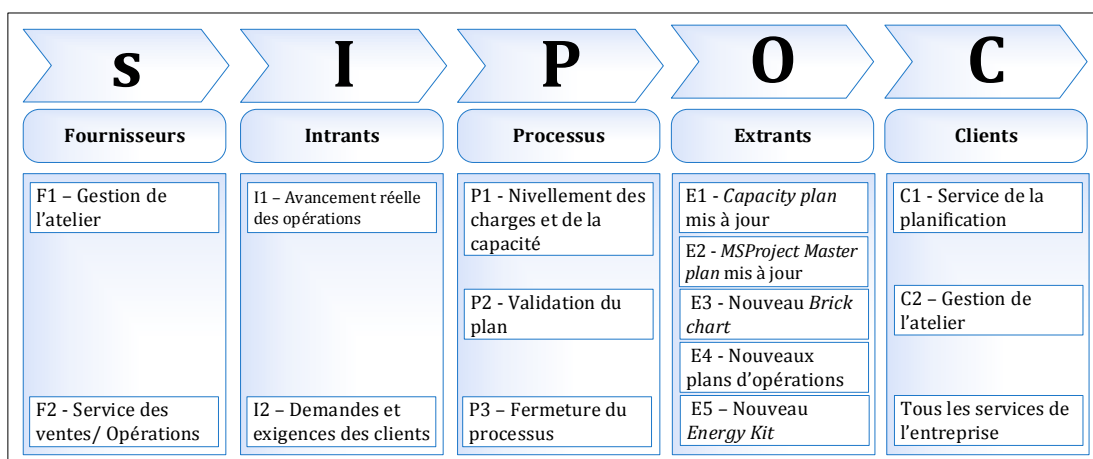 s
I
P
O
C
Fournisseurs
Intrants
Processus
Extrants
Clients
F1 – Gestion de
l'atelier
F2 - Service des
ventes/ Opérations
I1 – Avancement réelle
des opérations
I2 – Demandes et
exigences des clients
P1 - Nivellement des
charges et de la
capacité
P2 - Validation du
plan
P3 – Fermeture du
processus
E1 - Capacity plan
mis à jour
E2 - MSProject Master
plan mis à jour
E3 - Nouveau Brick
chart
E4 - Nouveaux
plans d'opérations
E5 – Nouveau
Energy Kit
C1 - Service de la
planification
C2 – Gestion de
l'atelier
Tous les services de
l'entreprise